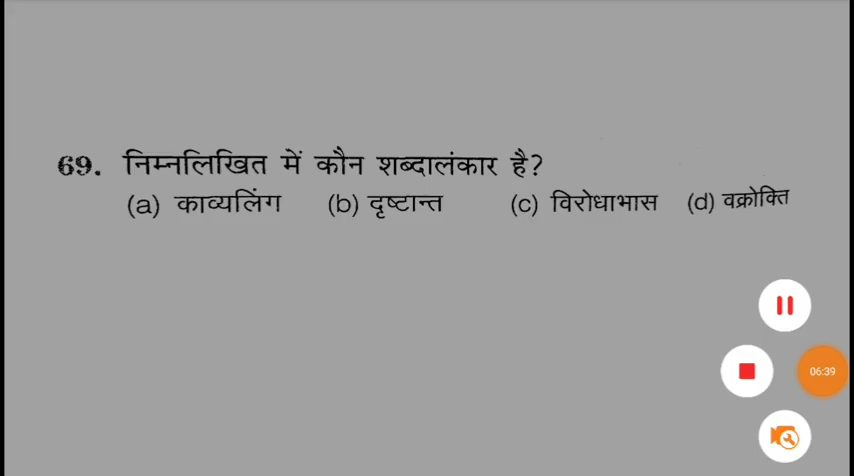 69. निम्नलिखित में कौन शब्दालंकार है?
(a) काव्यलिंग (b) दृष्टान्त (c) विरोधाभास (d) वक्रोक्ति
06:39